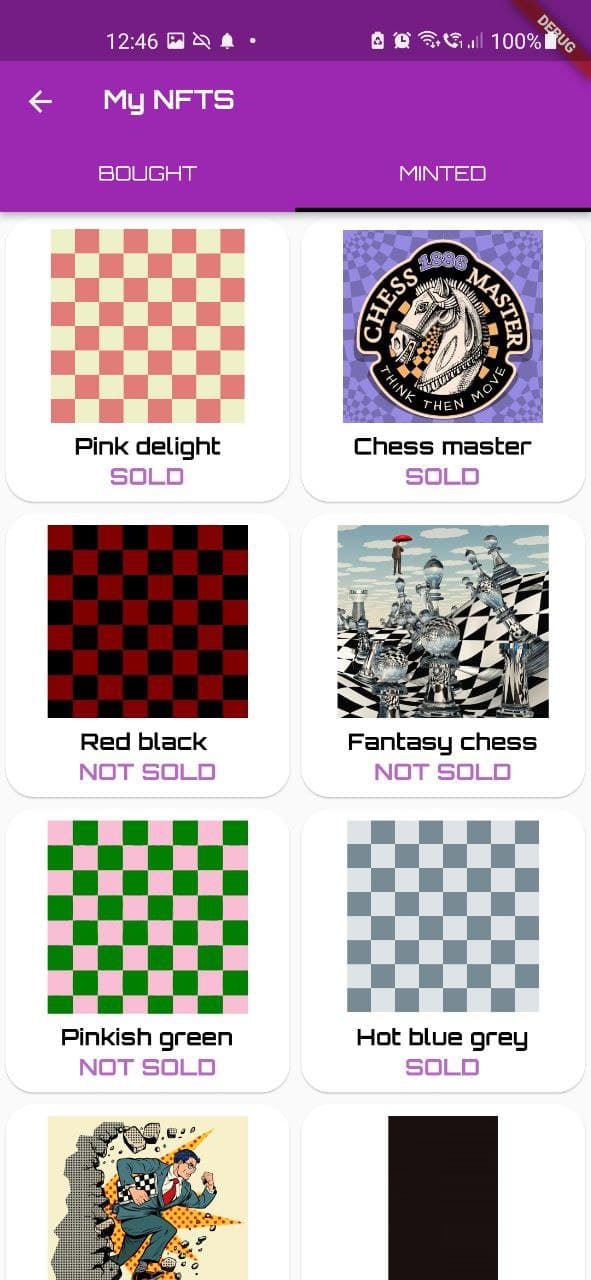 12:46
100%
DEBUG
My NFTS
BOUGHT
MINTED
1886
CHESS MASTER
THINK THEN MOVE
Pink delight
SOLD
Chess master
SOLD
Red black
NOT SOLD
Fantasy chess
NOT SOLD
Pinkish green
NOT SOLD
Hot blue grey
SOLD